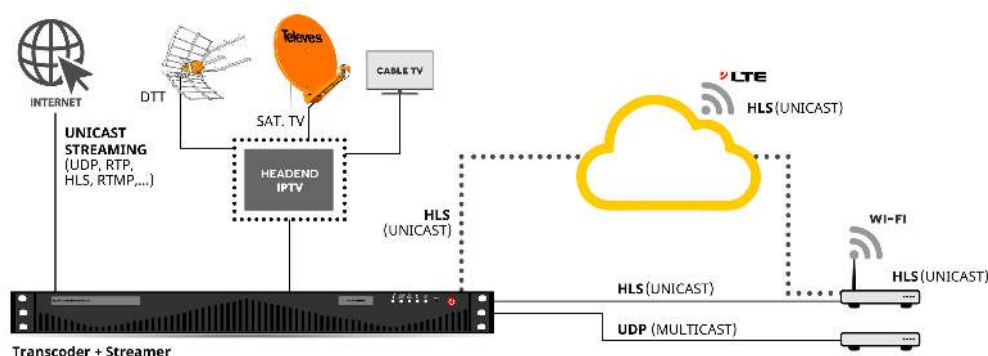 INTERNET
UNICAST
STREAMING
(UDP, RTP,
HLS, RTMP,...)
DTT
Televes
SAT. TV
CABLE TV
HEADEND
IPTV
HLS
(UNICAST)
LTE
HLS (UNICAST)
WI-FI
HLS (UNICAST)
HLS (UNICAST)
UDP (MULTICAST)
Transcoder + Streamer